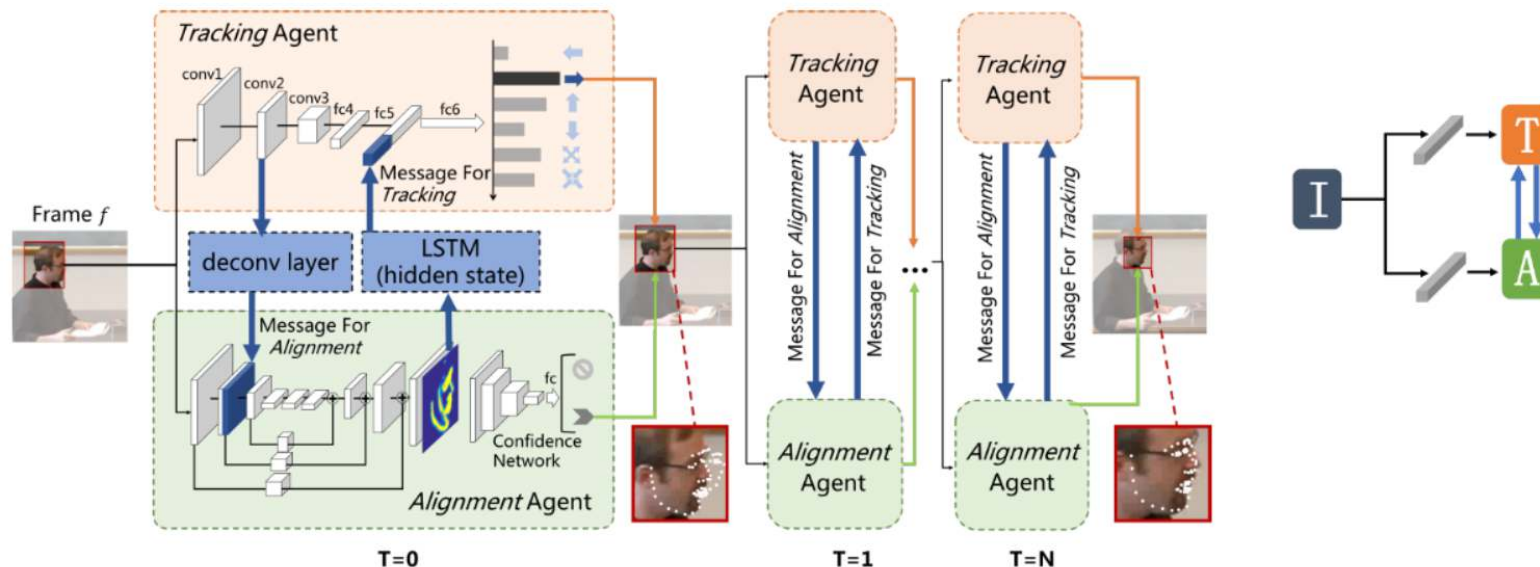 Tracking Agent
conv1
conv2
conv3
fc4
fc5
fc6
Message For
Tracking
Frame f
deconv layer
LSTM
(hidden state)
Message For
Alignment
fc
Confidence
Network
Alignment Agent
T=0
Tracking
Agent
Message For Alignment
Message For Tracking
Alignment
Agent
T=1
...
Tracking
Agent
Message For Alignment
Message For Tracking
Alignment
Agent
T=N
I
T
A